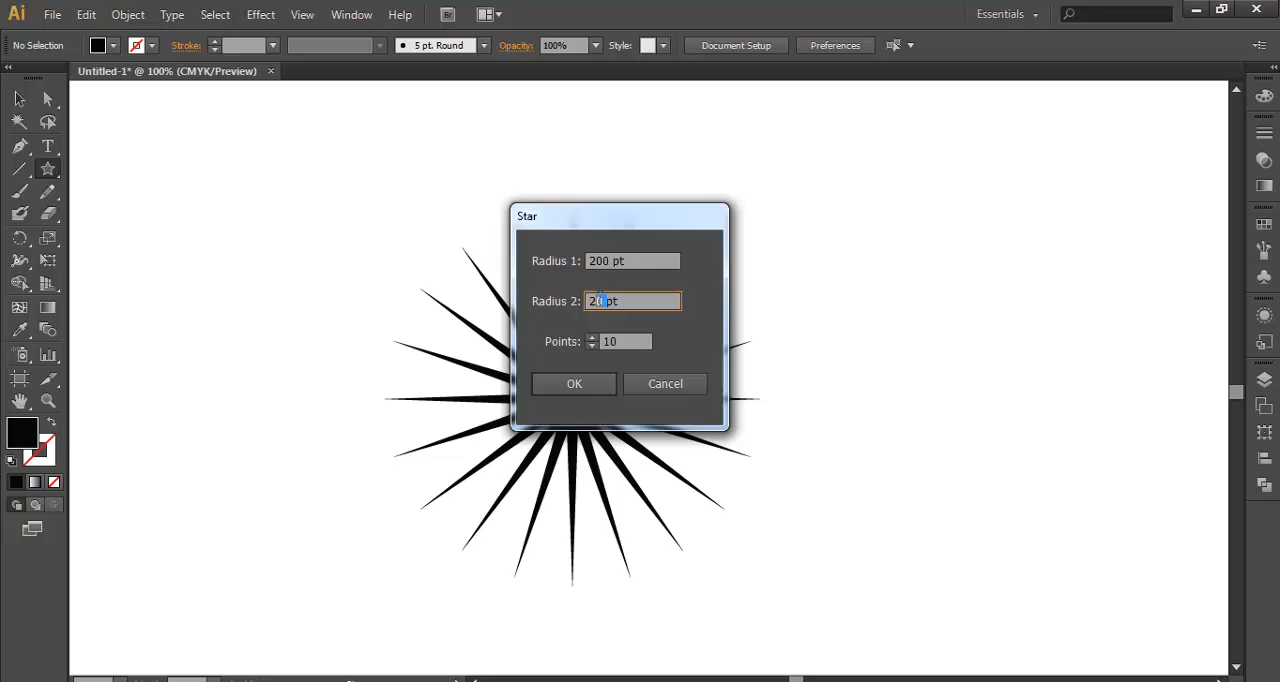 Ai File Edit Object Type Select Effect View Window Help Br Essentials
No Selection Stroke: 5 pt. Round Opacity: 100% Style: Document Setup Preferences
Untitled-1* @ 100% (CMYK/Preview) ×
T
Star
Radius 1: 200 pt
Radius 2: 20 pt
Points: 10
OK Cancel